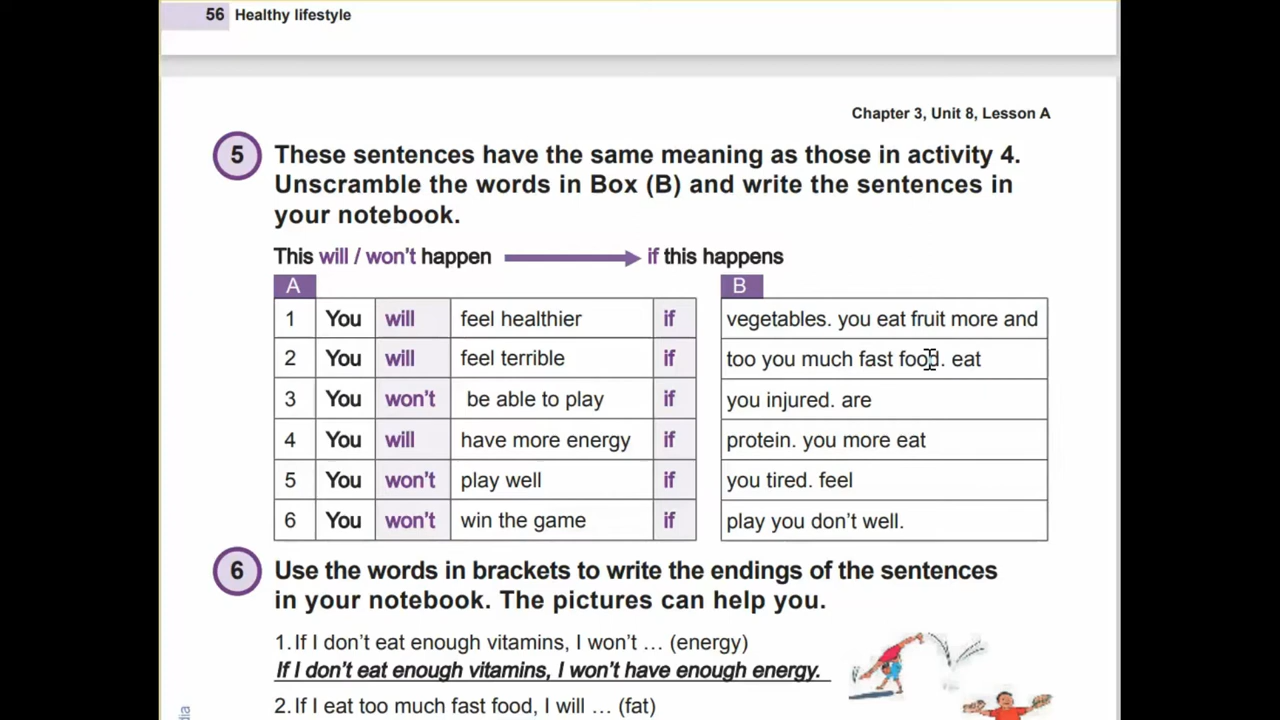 56 Healthy lifestyle
Chapter 3, Unit 8, Lesson A
5 These sentences have the same meaning as those in activity 4.
Unscramble the words in Box (B) and write the sentences in
your notebook.
This will / won't happen if this happens
A B
1 You will feel healthier if vegetables. you eat fruit more and
2 You will feel terrible if too you much fast food. eat
3 You won't be able to play if you injured. are
4 You will have more energy if protein. you more eat
5 You won't play well if you tired. feel
6 You won't win the game if play you don't well.
6 Use the words in brackets to write the endings of the sentences
in your notebook. The pictures can help you.
1. If I don't eat enough vitamins, I won't … (energy)
If I don't eat enough vitamins, I won't have enough energy.
2. If I eat too much fast food, I will … (fat)